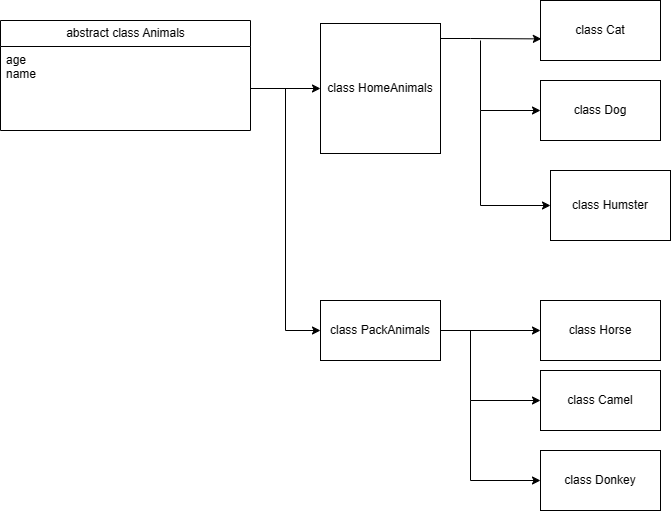 abstract class Animals
age
name
class HomeAnimals
class Cat
class Dog
class Humster
class PackAnimals
class Horse
class Camel
class Donkey